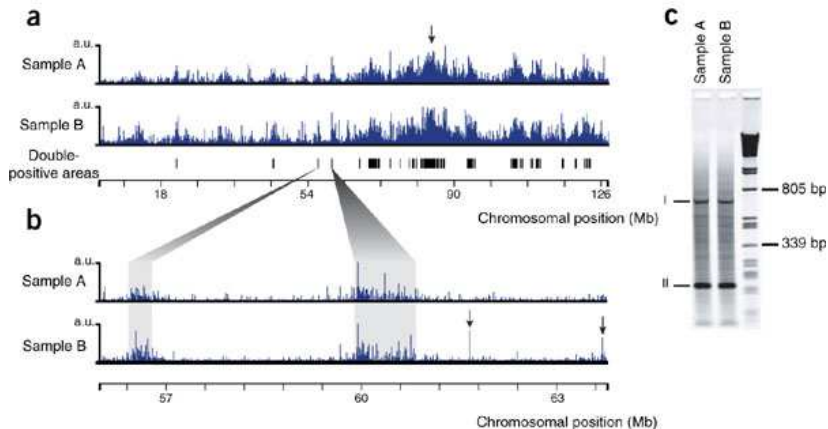 a
a.u.
Sample A
a.u.
Sample B
Double-
positive areas
18 54 90 126
Chromosomal position (Mb)
b
a.u.
Sample A
a.u.
Sample B
57 60 63
Chromosomal position (Mb)
c
Sample A
Sample B
I
805 bp
339 bp
II